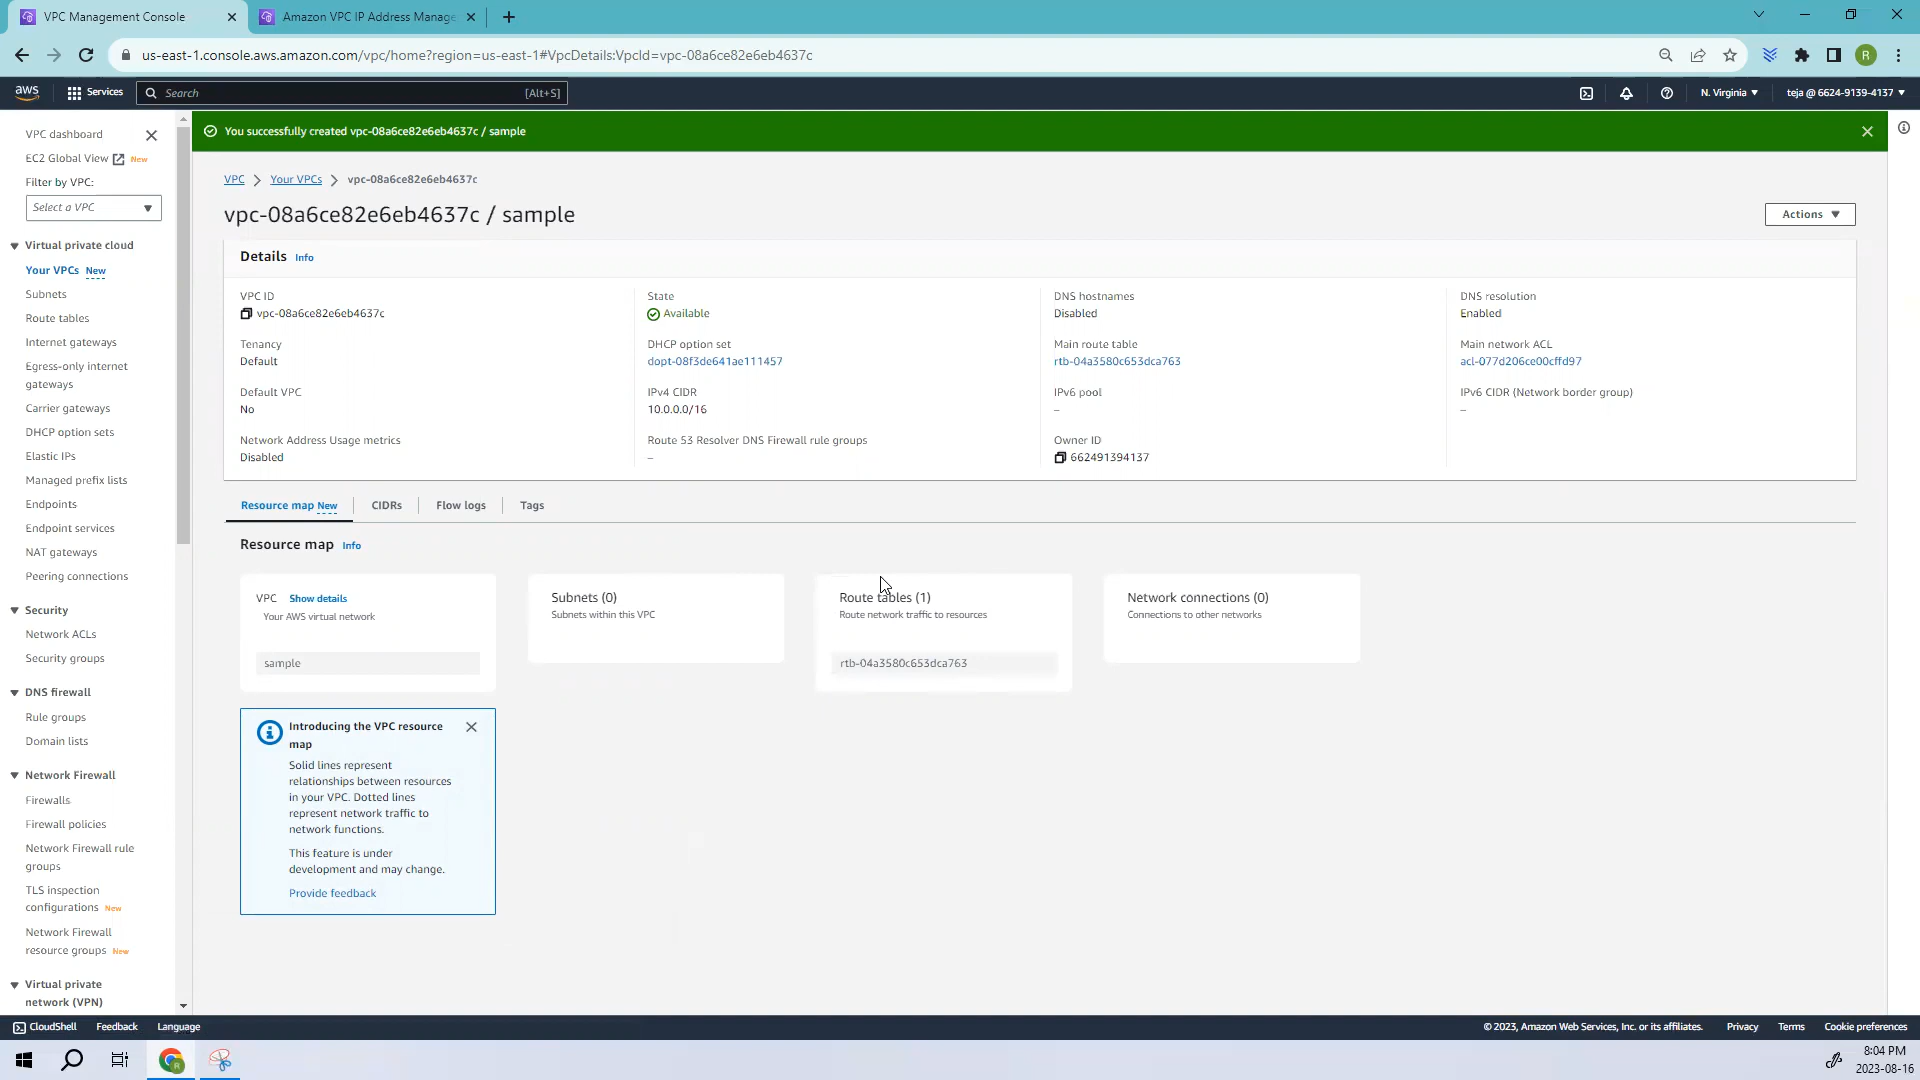 VPC Management Console
Amazon VPC IP Address Manage
us-east-1.console.aws.amazon.com/vpc/home?region=us-east-1#VpcDetails:VpcId=vpc-08a6ce82e6eb4637c
R
aws
Services
Search
[Alt+S]
N. Virginia
teja @ 6624-9139-4137
VPC dashboard
EC2 Global View New
Filter by VPC:
Select a VPC
Virtual private cloud
Your VPCs New
Subnets
Route tables
Internet gateways
Egress-only internet
gateways
Carrier gateways
DHCP option sets
Elastic IPs
Managed prefix lists
Endpoints
Endpoint services
NAT gateways
Peering connections
Security
Network ACLs
Security groups
DNS firewall
Rule groups
Domain lists
Network Firewall
Firewalls
Firewall policies
Network Firewall rule
groups
TLS inspection
configurations New
Network Firewall
resource groups New
Virtual private
network (VPN)
You successfully created vpc-08a6ce82e6eb4637c / sample
VPC > Your VPCs > vpc-08a6ce82e6eb4637c
vpc-08a6ce82e6eb4637c / sample
Actions
Details Info
VPC ID
vpc-08a6ce82e6eb4637c
State
Available
DNS hostnames
Disabled
DNS resolution
Enabled
Tenancy
Default
DHCP option set
dopt-08f3de641ae111457
Main route table
rtb-04a3580c653dca763
Main network ACL
acl-077d206ce00cffd97
Default VPC
No
IPv4 CIDR
10.0.0.0/16
IPv6 pool
–
IPv6 CIDR (Network border group)
–
Network Address Usage metrics
Disabled
Route 53 Resolver DNS Firewall rule groups
–
Owner ID
662491394137
Resource map New
CIDRs
Flow logs
Tags
Resource map Info
VPC Show details
Your AWS virtual network
sample
Subnets (0)
Subnets within this VPC
Route tables (1)
Route network traffic to resources
rtb-04a3580c653dca763
Network connections (0)
Connections to other networks
Introducing the VPC resource
map
Solid lines represent
relationships between resources
in your VPC. Dotted lines
represent network traffic to
network functions.
This feature is under
development and may change.
Provide feedback
CloudShell
Feedback
Language
© 2023, Amazon Web Services, Inc. or its affiliates.
Privacy
Terms
Cookie preferences
8:04 PM
2023-08-16